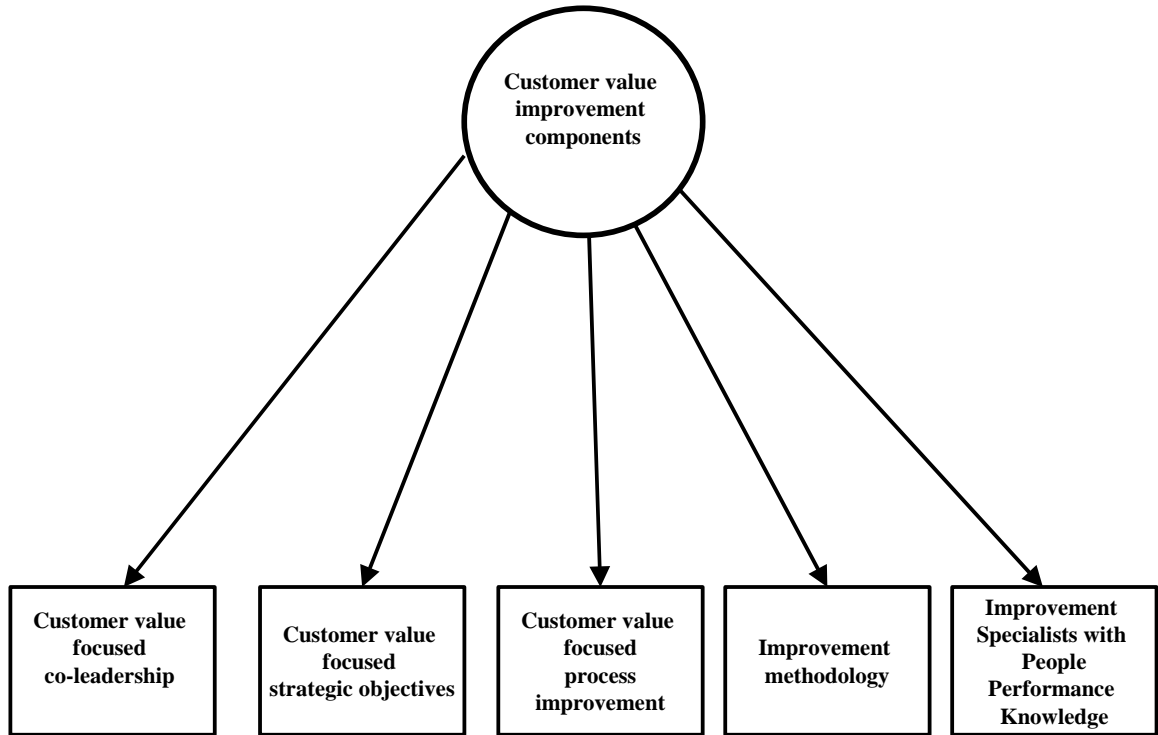 Customer value
improvement
components
Customer value
focused
co-leadership
Customer value
focused
strategic objectives
Customer value
focused
process
improvement
Improvement
methodology
Improvement
Specialists with
People
Performance
Knowledge